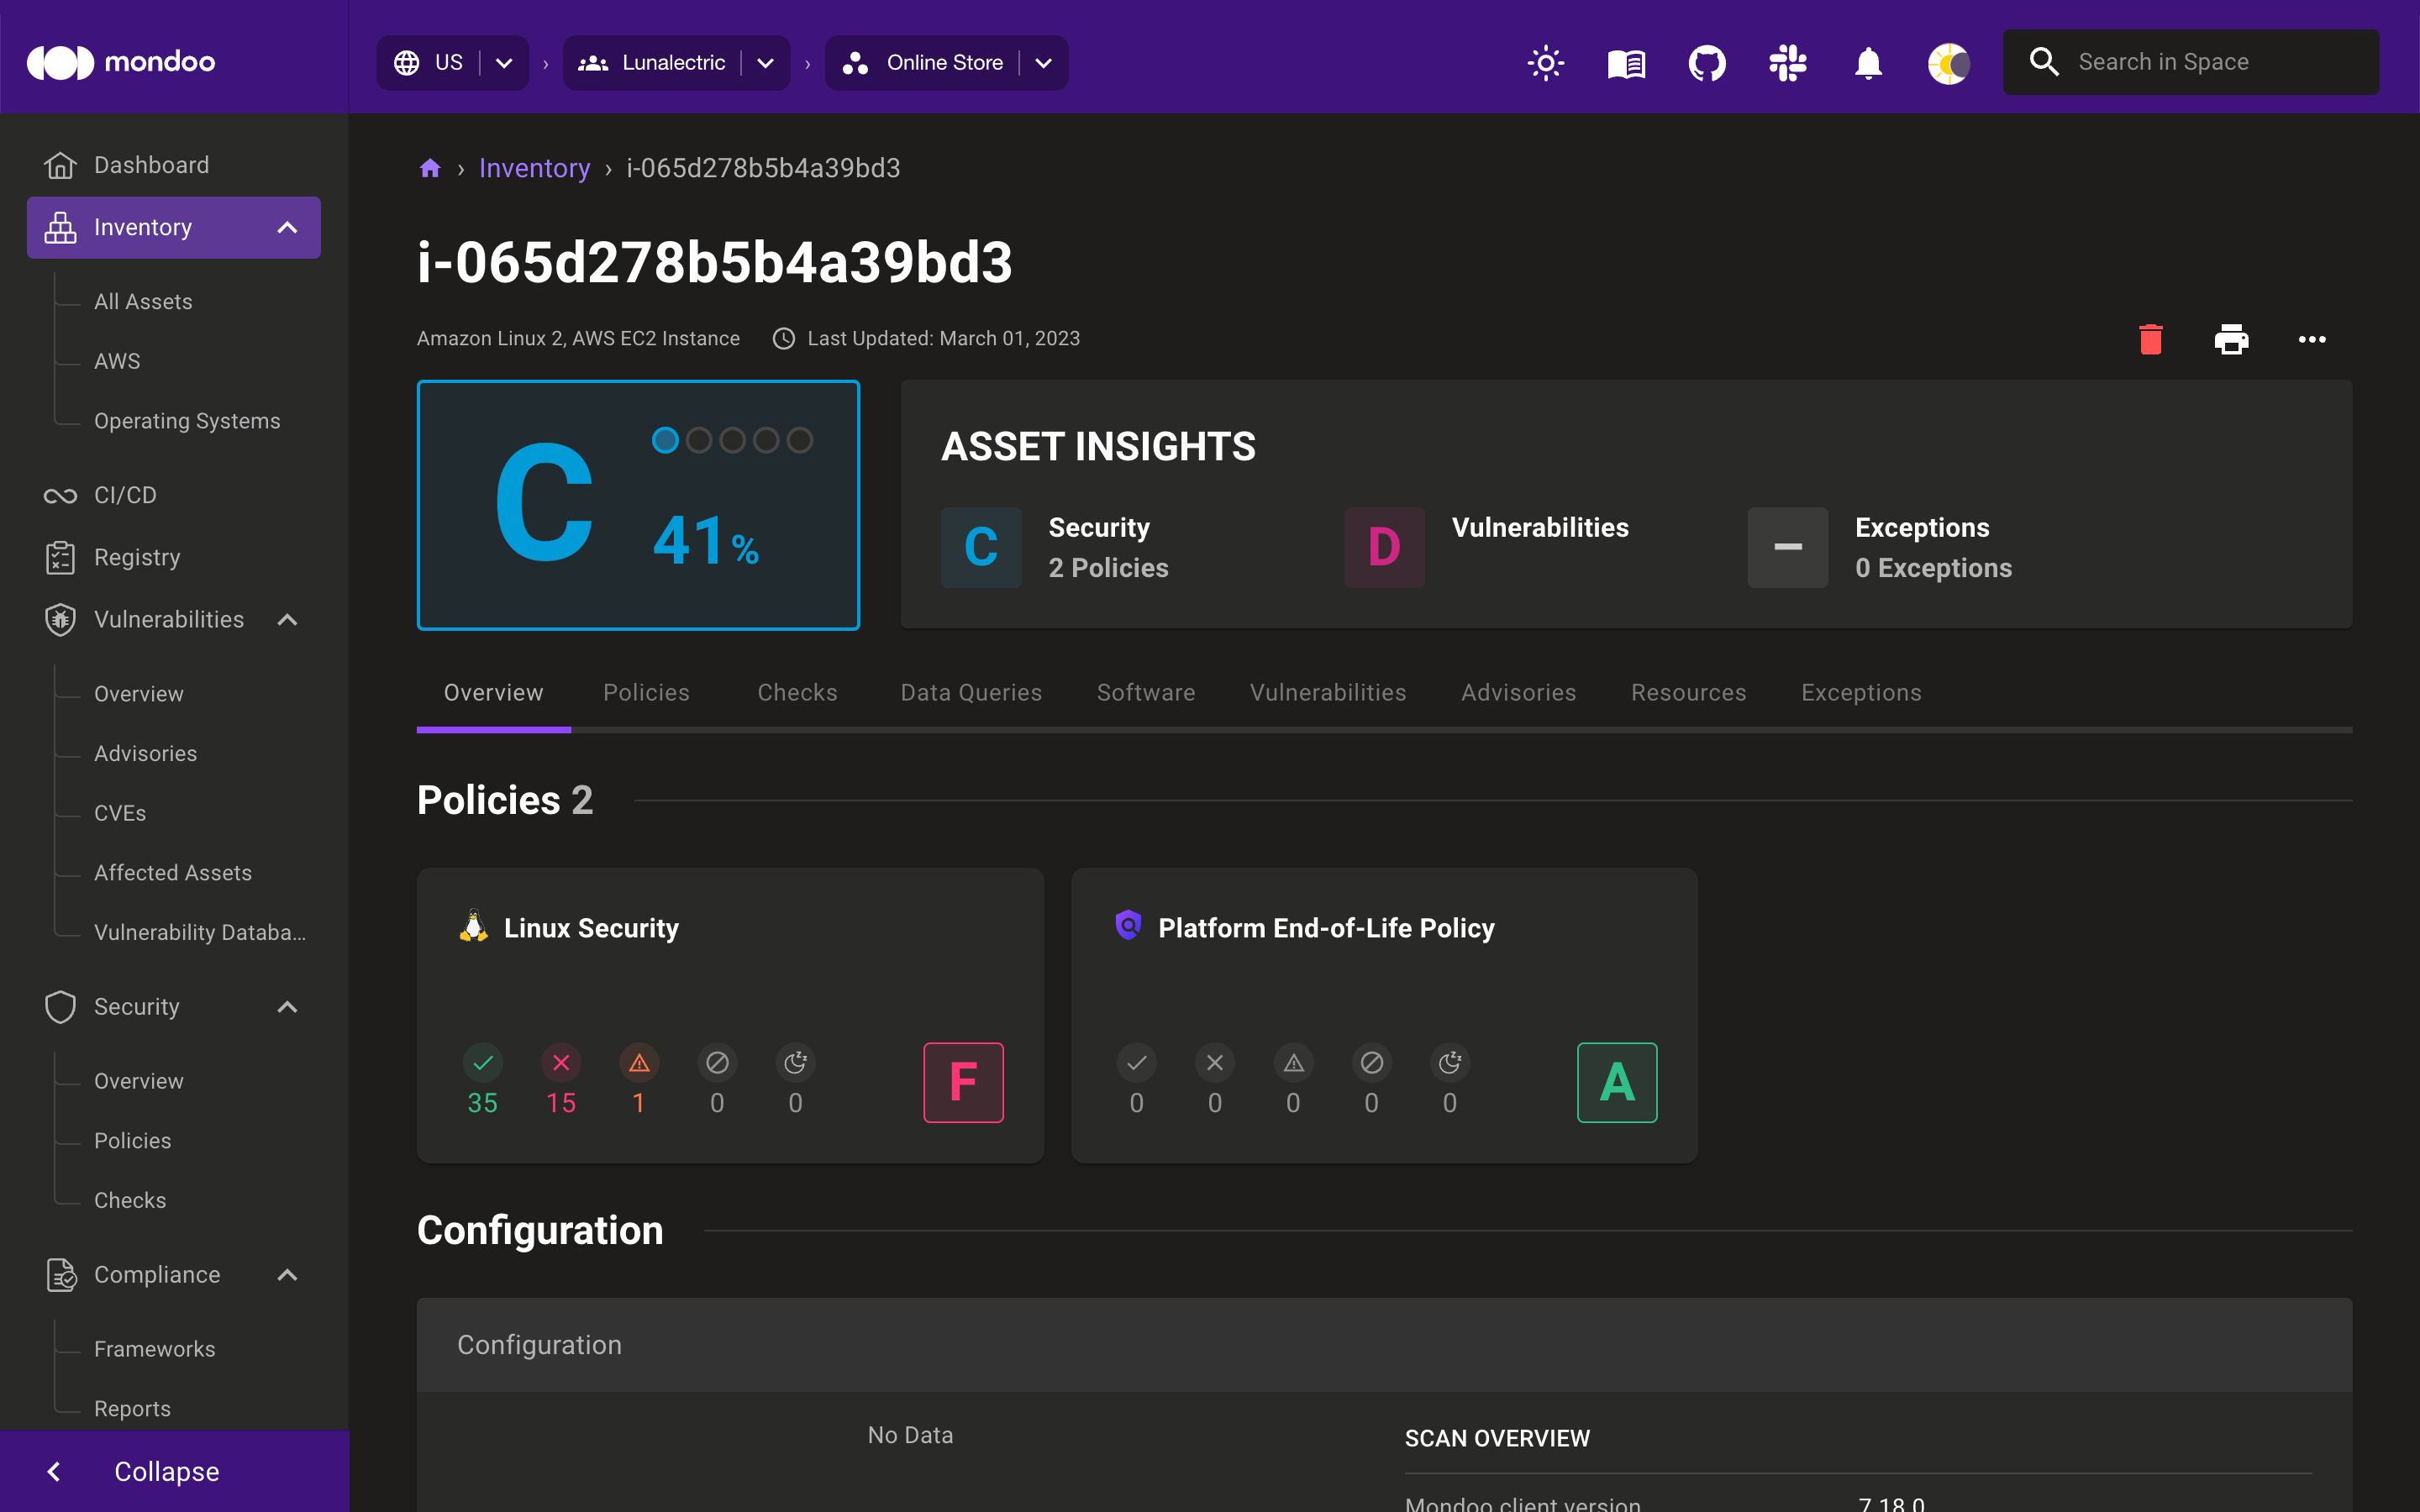 mondoo
US
›
Lunalectric
›
Online Store
Search in Space
Dashboard
Inventory
All Assets
AWS
Operating Systems
CI/CD
Registry
Vulnerabilities
Overview
Advisories
CVEs
Affected Assets
Vulnerability Databa...
Security
Overview
Policies
Checks
Compliance
Frameworks
Reports
Collapse
› Inventory › i-065d278b5b4a39bd3
i-065d278b5b4a39bd3
Amazon Linux 2, AWS EC2 Instance Last Updated: March 01, 2023
C
41%
ASSET INSIGHTS
C
Security
2 Policies
D
Vulnerabilities
Exceptions
0 Exceptions
Overview Policies Checks Data Queries Software Vulnerabilities Advisories Resources Exceptions
Policies 2
Linux Security
35 15 1 0 0
F
Platform End-of-Life Policy
0 0 0 0 0
A
Configuration
Configuration
No Data
SCAN OVERVIEW
Mondoo client version 7.18.0